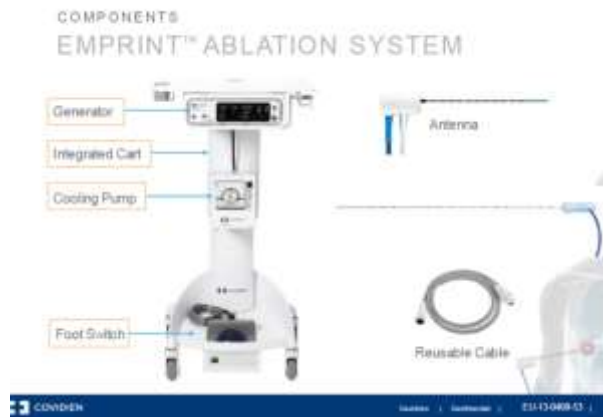 COMPONENTS
EMPRINT™ ABLATION SYSTEM
Generator
Antenna
Integrated Cart
Cooling Pump
Foot Switch
Reusable Cable
COVIDIEN